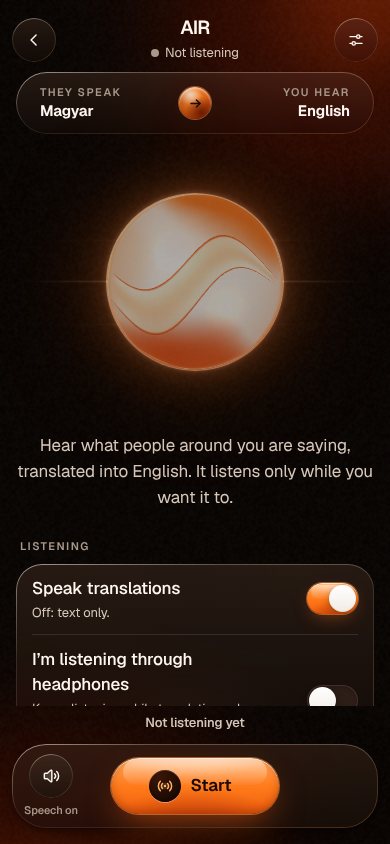 AIR
Not listening
THEY SPEAK
Magyar
YOU HEAR
English
Hear what people around you are saying,
translated into English. It listens only while you
want it to.
LISTENING
Speak translations
Off: text only.
I’m listening through
headphones
Not listening yet
Speech on
Start